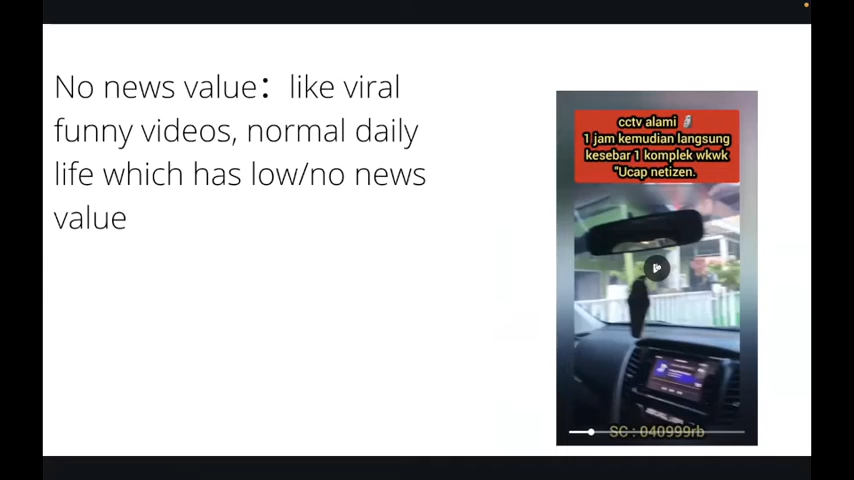 No news value：like viral
funny videos, normal daily
life which has low/no news
value
cctv alami
1 jam kemudian langsung
kesebar 1 komplek wkwk
"Ucap netizen.
SC : 040999rb